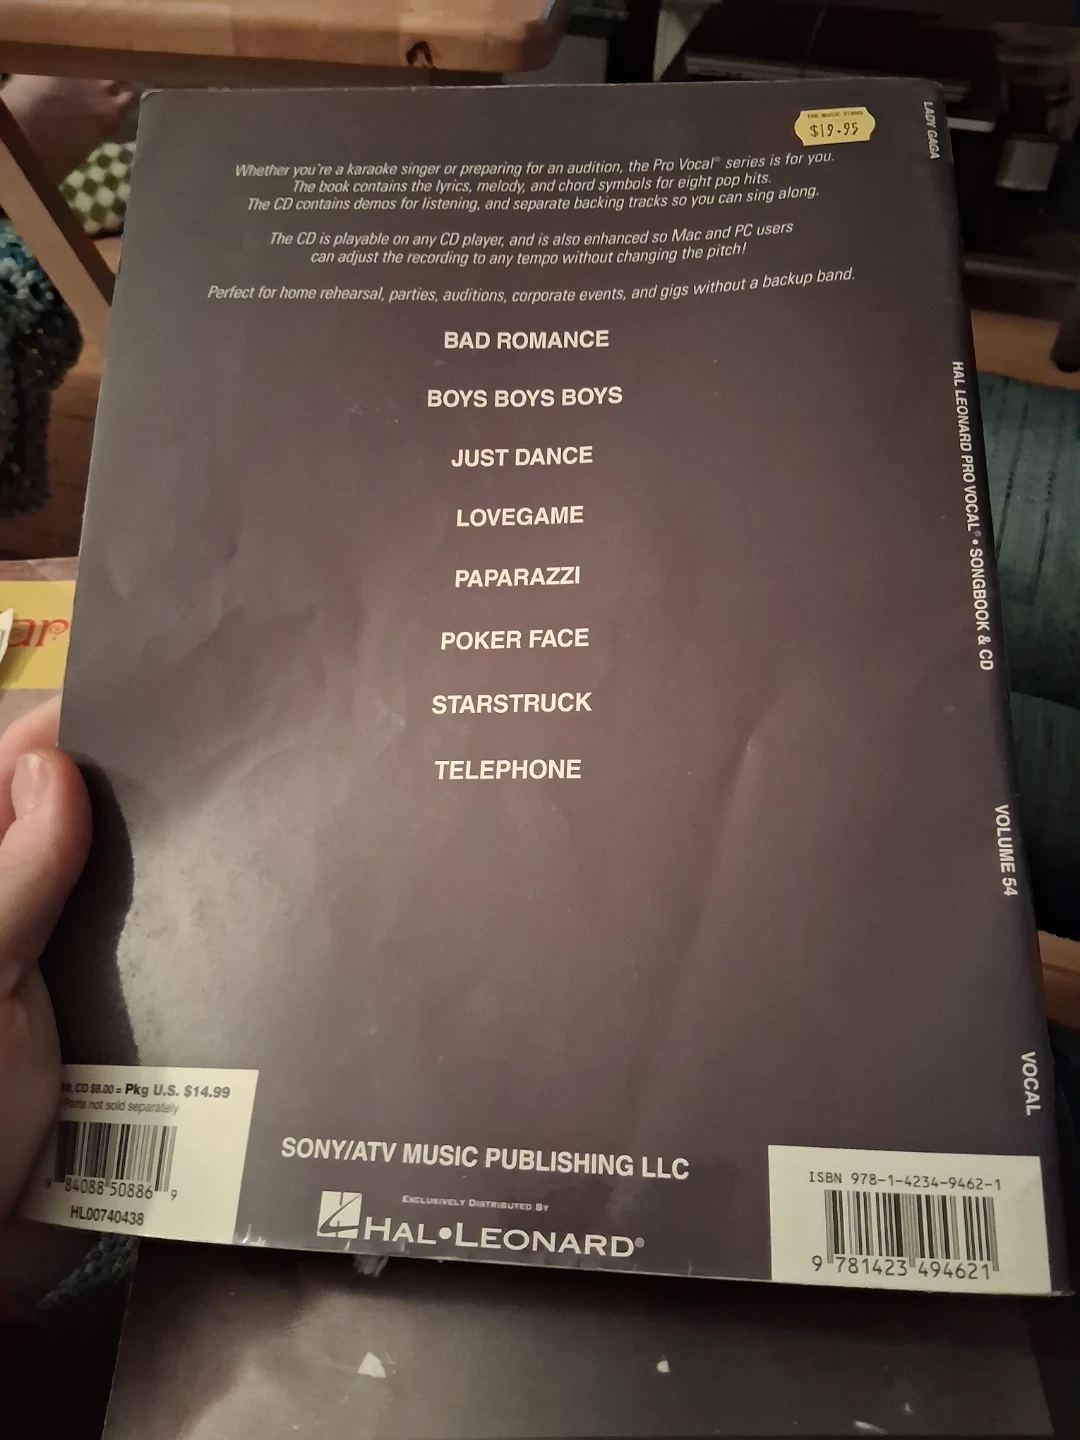 THE MUSIC STAND
$19.95
LADY GAGA
Whether you're a karaoke singer or preparing for an audition, the Pro Vocal® series is for you.
The book contains the lyrics, melody, and chord symbols for eight pop hits.
The CD contains demos for listening, and separate backing tracks so you can sing along.
The CD is playable on any CD player, and is also enhanced so Mac and PC users
can adjust the recording to any tempo without changing the pitch!
Perfect for home rehearsal, parties, auditions, corporate events, and gigs without a backup band.
BAD ROMANCE
BOYS BOYS BOYS
JUST DANCE
LOVEGAME
PAPARAZZI
POKER FACE
STARSTRUCK
TELEPHONE
HAL LEONARD PRO VOCAL® • SONGBOOK & CD
VOLUME 54
VOCAL
ar
CD $8.00 = Pkg U.S. $14.99
Parts not sold separately
84088 50886 9
HL00740438
SONY/ATV MUSIC PUBLISHING LLC
EXCLUSIVELY DISTRIBUTED BY
HAL•LEONARD®
ISBN 978-1-4234-9462-1
9 781423 494621